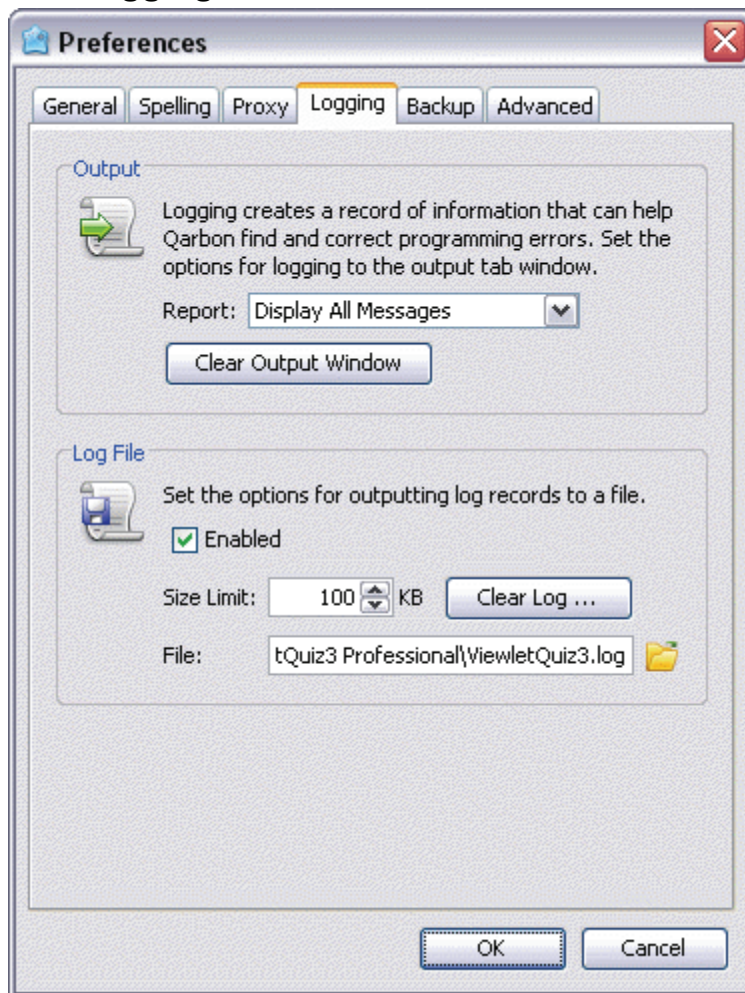 Preferences
General Spelling Proxy Logging Backup Advanced
Output
Logging creates a record of information that can help
Qarbon find and correct programming errors. Set the
options for logging to the output tab window.
Report: Display All Messages
Clear Output Window
Log File
Set the options for outputting log records to a file.
Enabled
Size Limit: 100 KB Clear Log ...
File: tQuiz3 Professional\ViewletQuiz3.log
OK Cancel